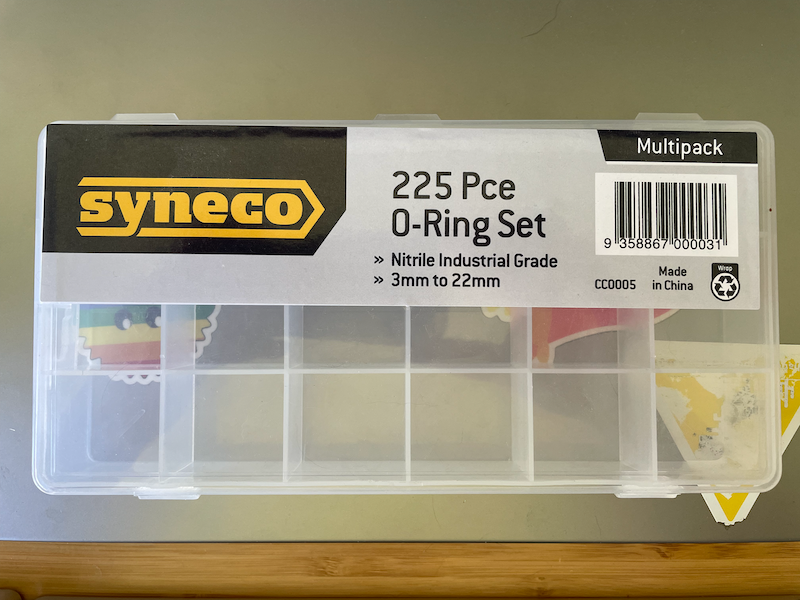 Multipack
syneco
225 Pce
O-Ring Set
» Nitrile Industrial Grade
» 3mm to 22mm
9 358867 000031
CC0005
Made
in China
Wrap